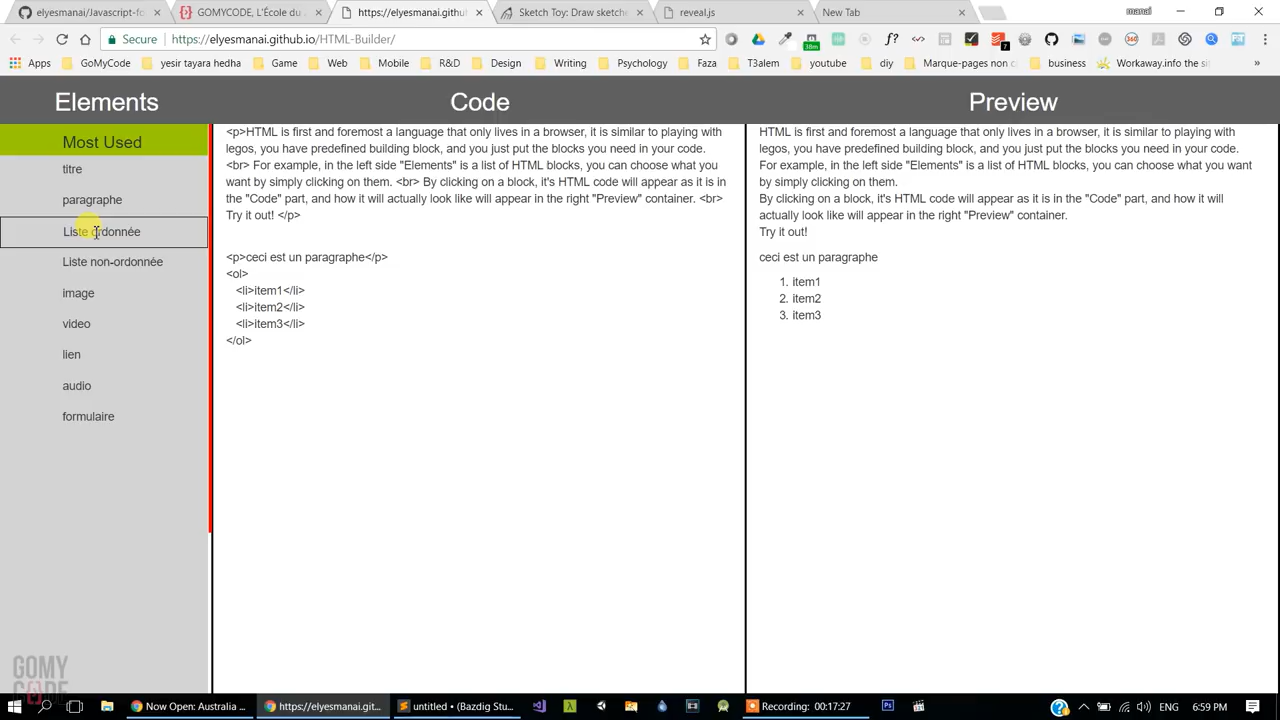 elyesmanai/Javascript-fo
GOMYCODE, L'École du
https://elyesmanai.githu
Sketch Toy: Draw sketche
reveal.js
New Tab
manai
Secure
https://elyesmanai.github.io/HTML-Builder/
38m
7
Apps
GoMyCode
yesir tayara hedha
Game
Web
Mobile
R&D
Design
Writing
Psychology
Faza
T3alem
youtube
diy
Marque-pages non c
business
Workaway.info the si
Elements
Code
Preview
Most Used
titre
paragraphe
Liste ordonnée
Liste non-ordonnée
image
video
lien
audio
formulaire
<p>HTML is first and foremost a language that only lives in a browser, it is similar to playing with
legos, you have predefined building block, and you just put the blocks you need in your code.
<br> For example, in the left side "Elements" is a list of HTML blocks, you can choose what you
want by simply clicking on them. <br> By clicking on a block, it's HTML code will appear as it is in
the "Code" part, and how it will actually look like will appear in the right "Preview" container. <br>
Try it out! </p>
<p>ceci est un paragraphe</p>
<ol>
<li>item1</li>
<li>item2</li>
<li>item3</li>
</ol>
HTML is first and foremost a language that only lives in a browser, it is similar to playing with
legos, you have predefined building block, and you just put the blocks you need in your code.
For example, in the left side "Elements" is a list of HTML blocks, you can choose what you want
by simply clicking on them.
By clicking on a block, it's HTML code will appear as it is in the "Code" part, and how it will
actually look like will appear in the right "Preview" container.
Try it out!
ceci est un paragraphe
1. item1
2. item2
3. item3
GOMY
CODE
Now Open: Australia ...
https://elyesmanai.git...
untitled • (Bazdig Stu...
Recording: 00:17:27
ENG
6:59 PM